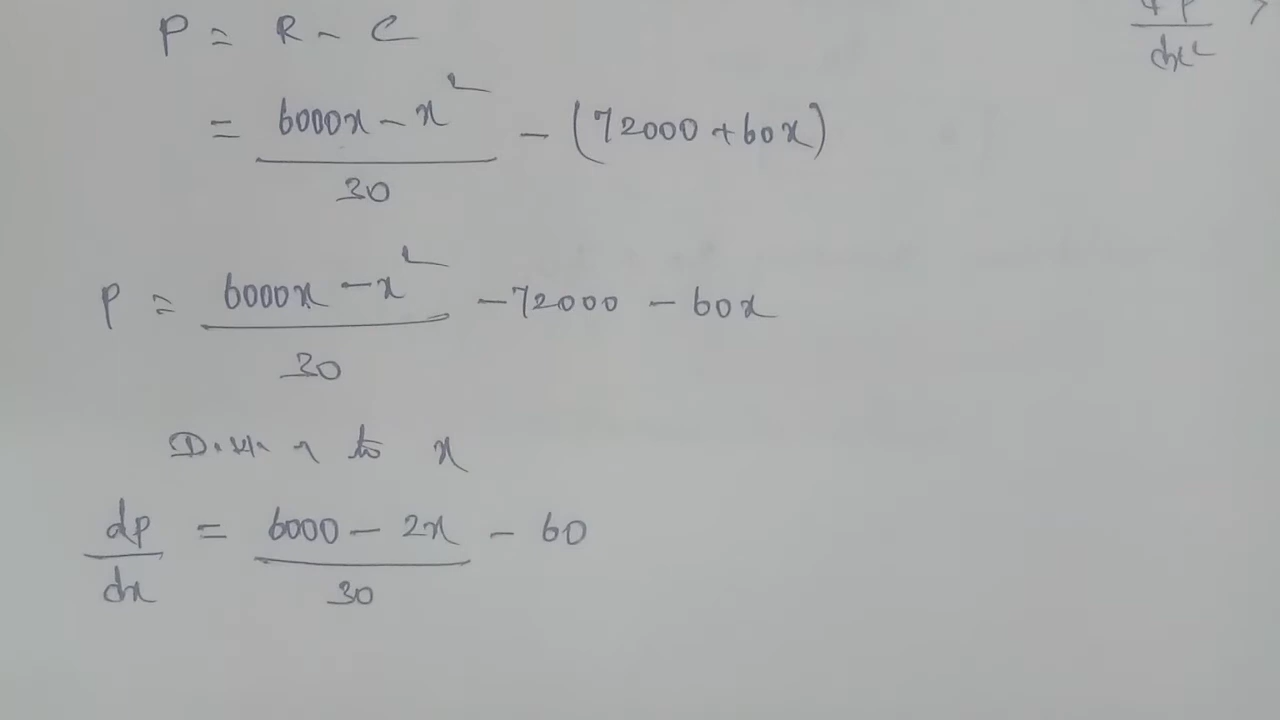 P = R - C
= 6000x - x² / 30 - (72000 + 60x)
P = 6000x - x² / 30 - 72000 - 60x
D.w.r to x
dp/dx = 6000 - 2x / 30 - 60